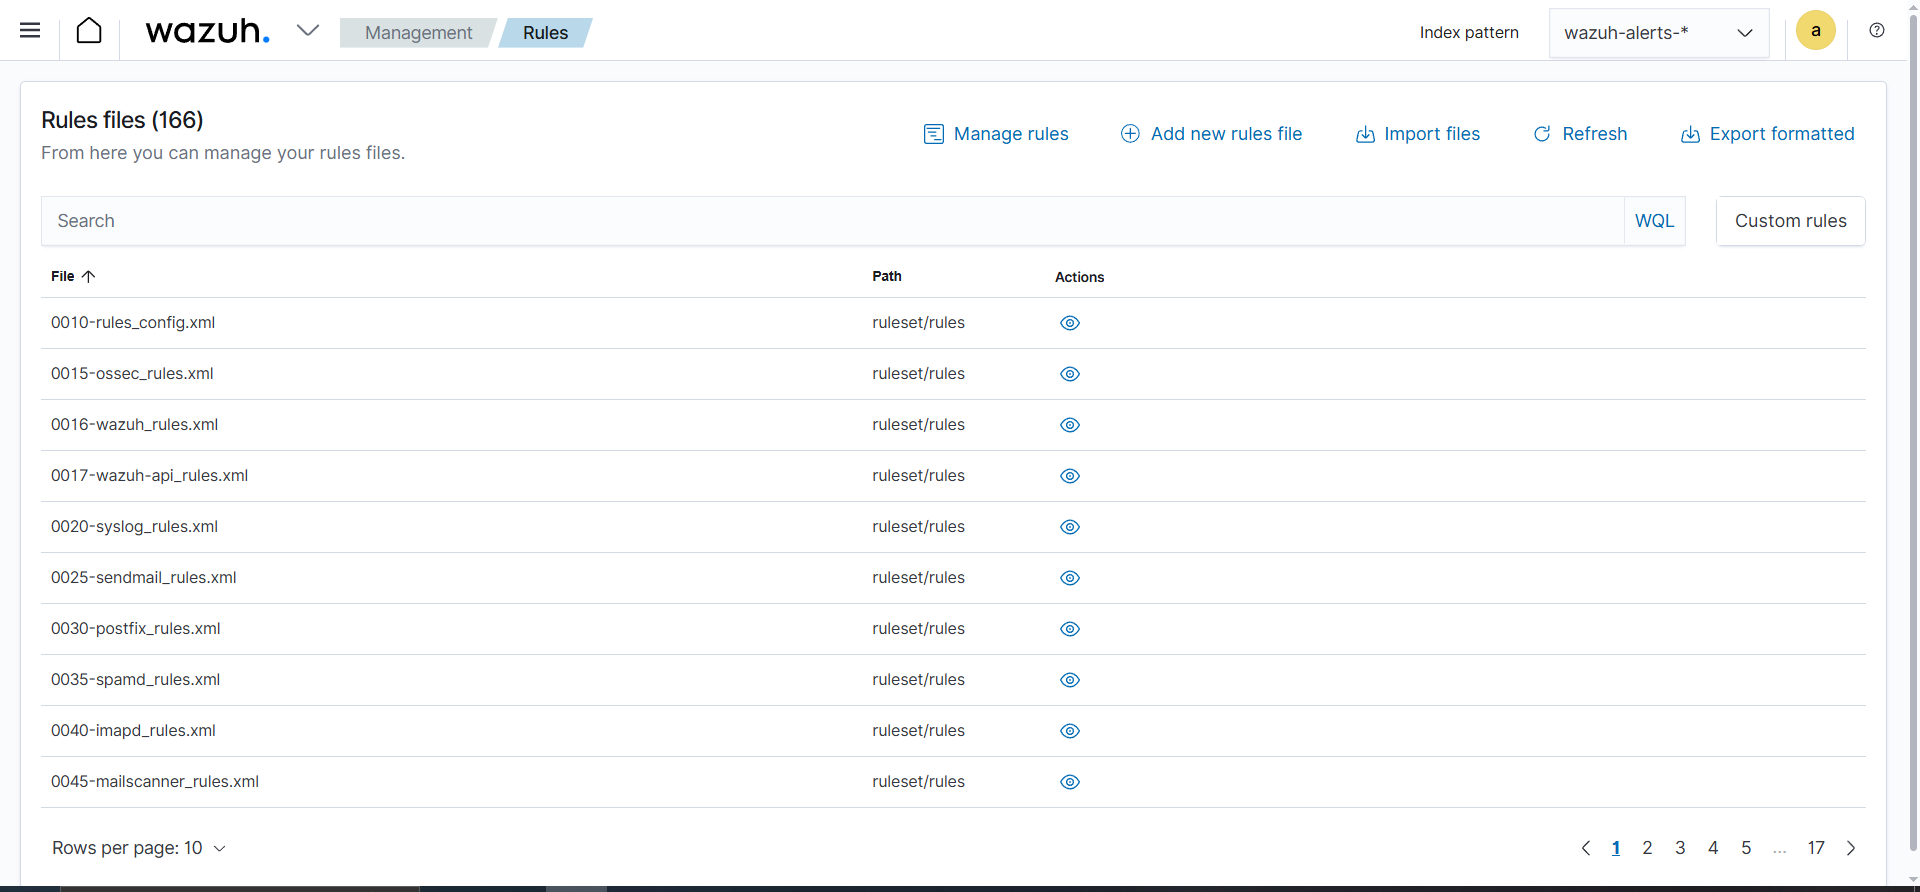 wazuh. Management Rules Index pattern wazuh-alerts-* a
Rules files (166)
From here you can manage your rules files.
Manage rules Add new rules file Import files Refresh Export formatted
Search WQL Custom rules
File Path Actions
0010-rules_config.xml ruleset/rules
0015-ossec_rules.xml ruleset/rules
0016-wazuh_rules.xml ruleset/rules
0017-wazuh-api_rules.xml ruleset/rules
0020-syslog_rules.xml ruleset/rules
0025-sendmail_rules.xml ruleset/rules
0030-postfix_rules.xml ruleset/rules
0035-spamd_rules.xml ruleset/rules
0040-imapd_rules.xml ruleset/rules
0045-mailscanner_rules.xml ruleset/rules
Rows per page: 10 1 2 3 4 5 ... 17